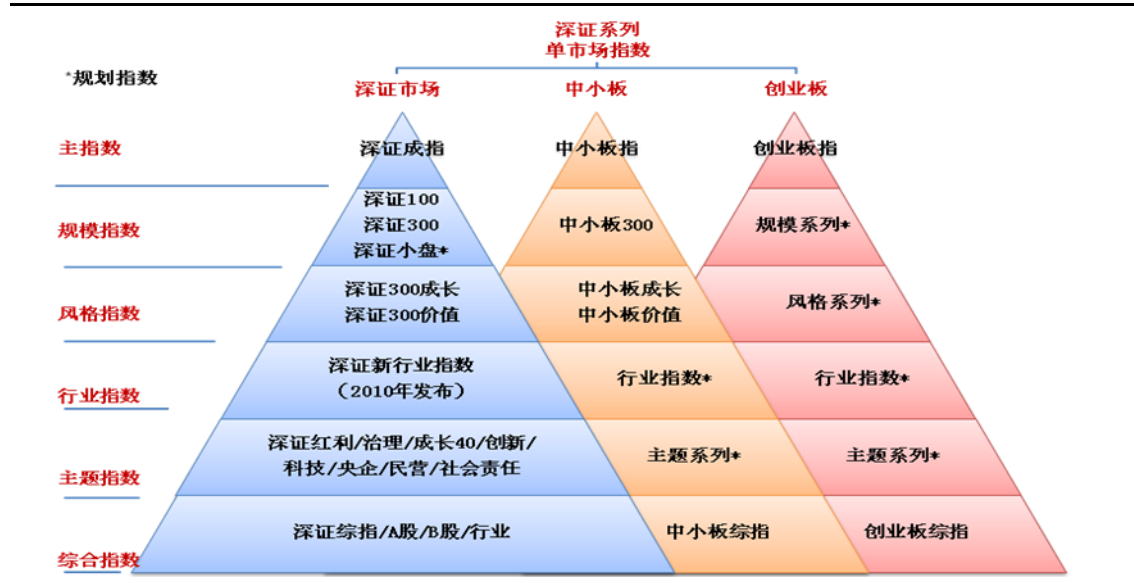 深证系列
单市场指数
*规划指数
深证市场 中小板 创业板
主指数 深证成指 中小板指 创业板指
规模指数
深证100
深证300
深证小盘*
中小板300
规模系列*
风格指数
深证300成长
深证300价值
中小板成长
中小板价值
风格系列*
行业指数
深证新行业指数
（2010年发布）
行业指数*
行业指数*
主题指数
深证红利/治理/成长40/创新/
科技/央企/民营/社会责任
主题系列*
主题系列*
综合指数
深证综指/A股/B股/行业
中小板综指
创业板综指